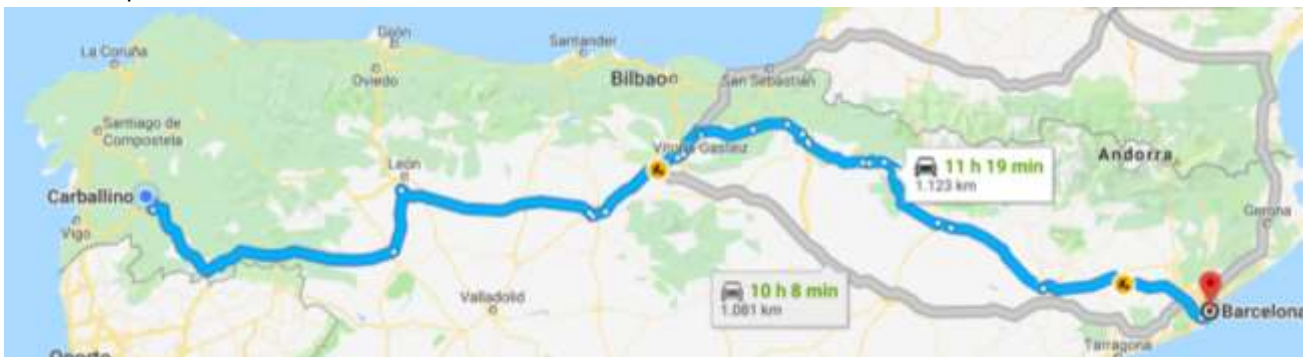 La Coruña
Gijón
Santander
Oviedo
Bilbao
San Sebastián
Santiago de
Compostela
León
Vitoria Gasteiz
Andorra
11 h 19 min
1.123 km
Carballino
Vigo
Gerona
10 h 8 min
1.081 km
Valladolid
Barcelona
Tarragona